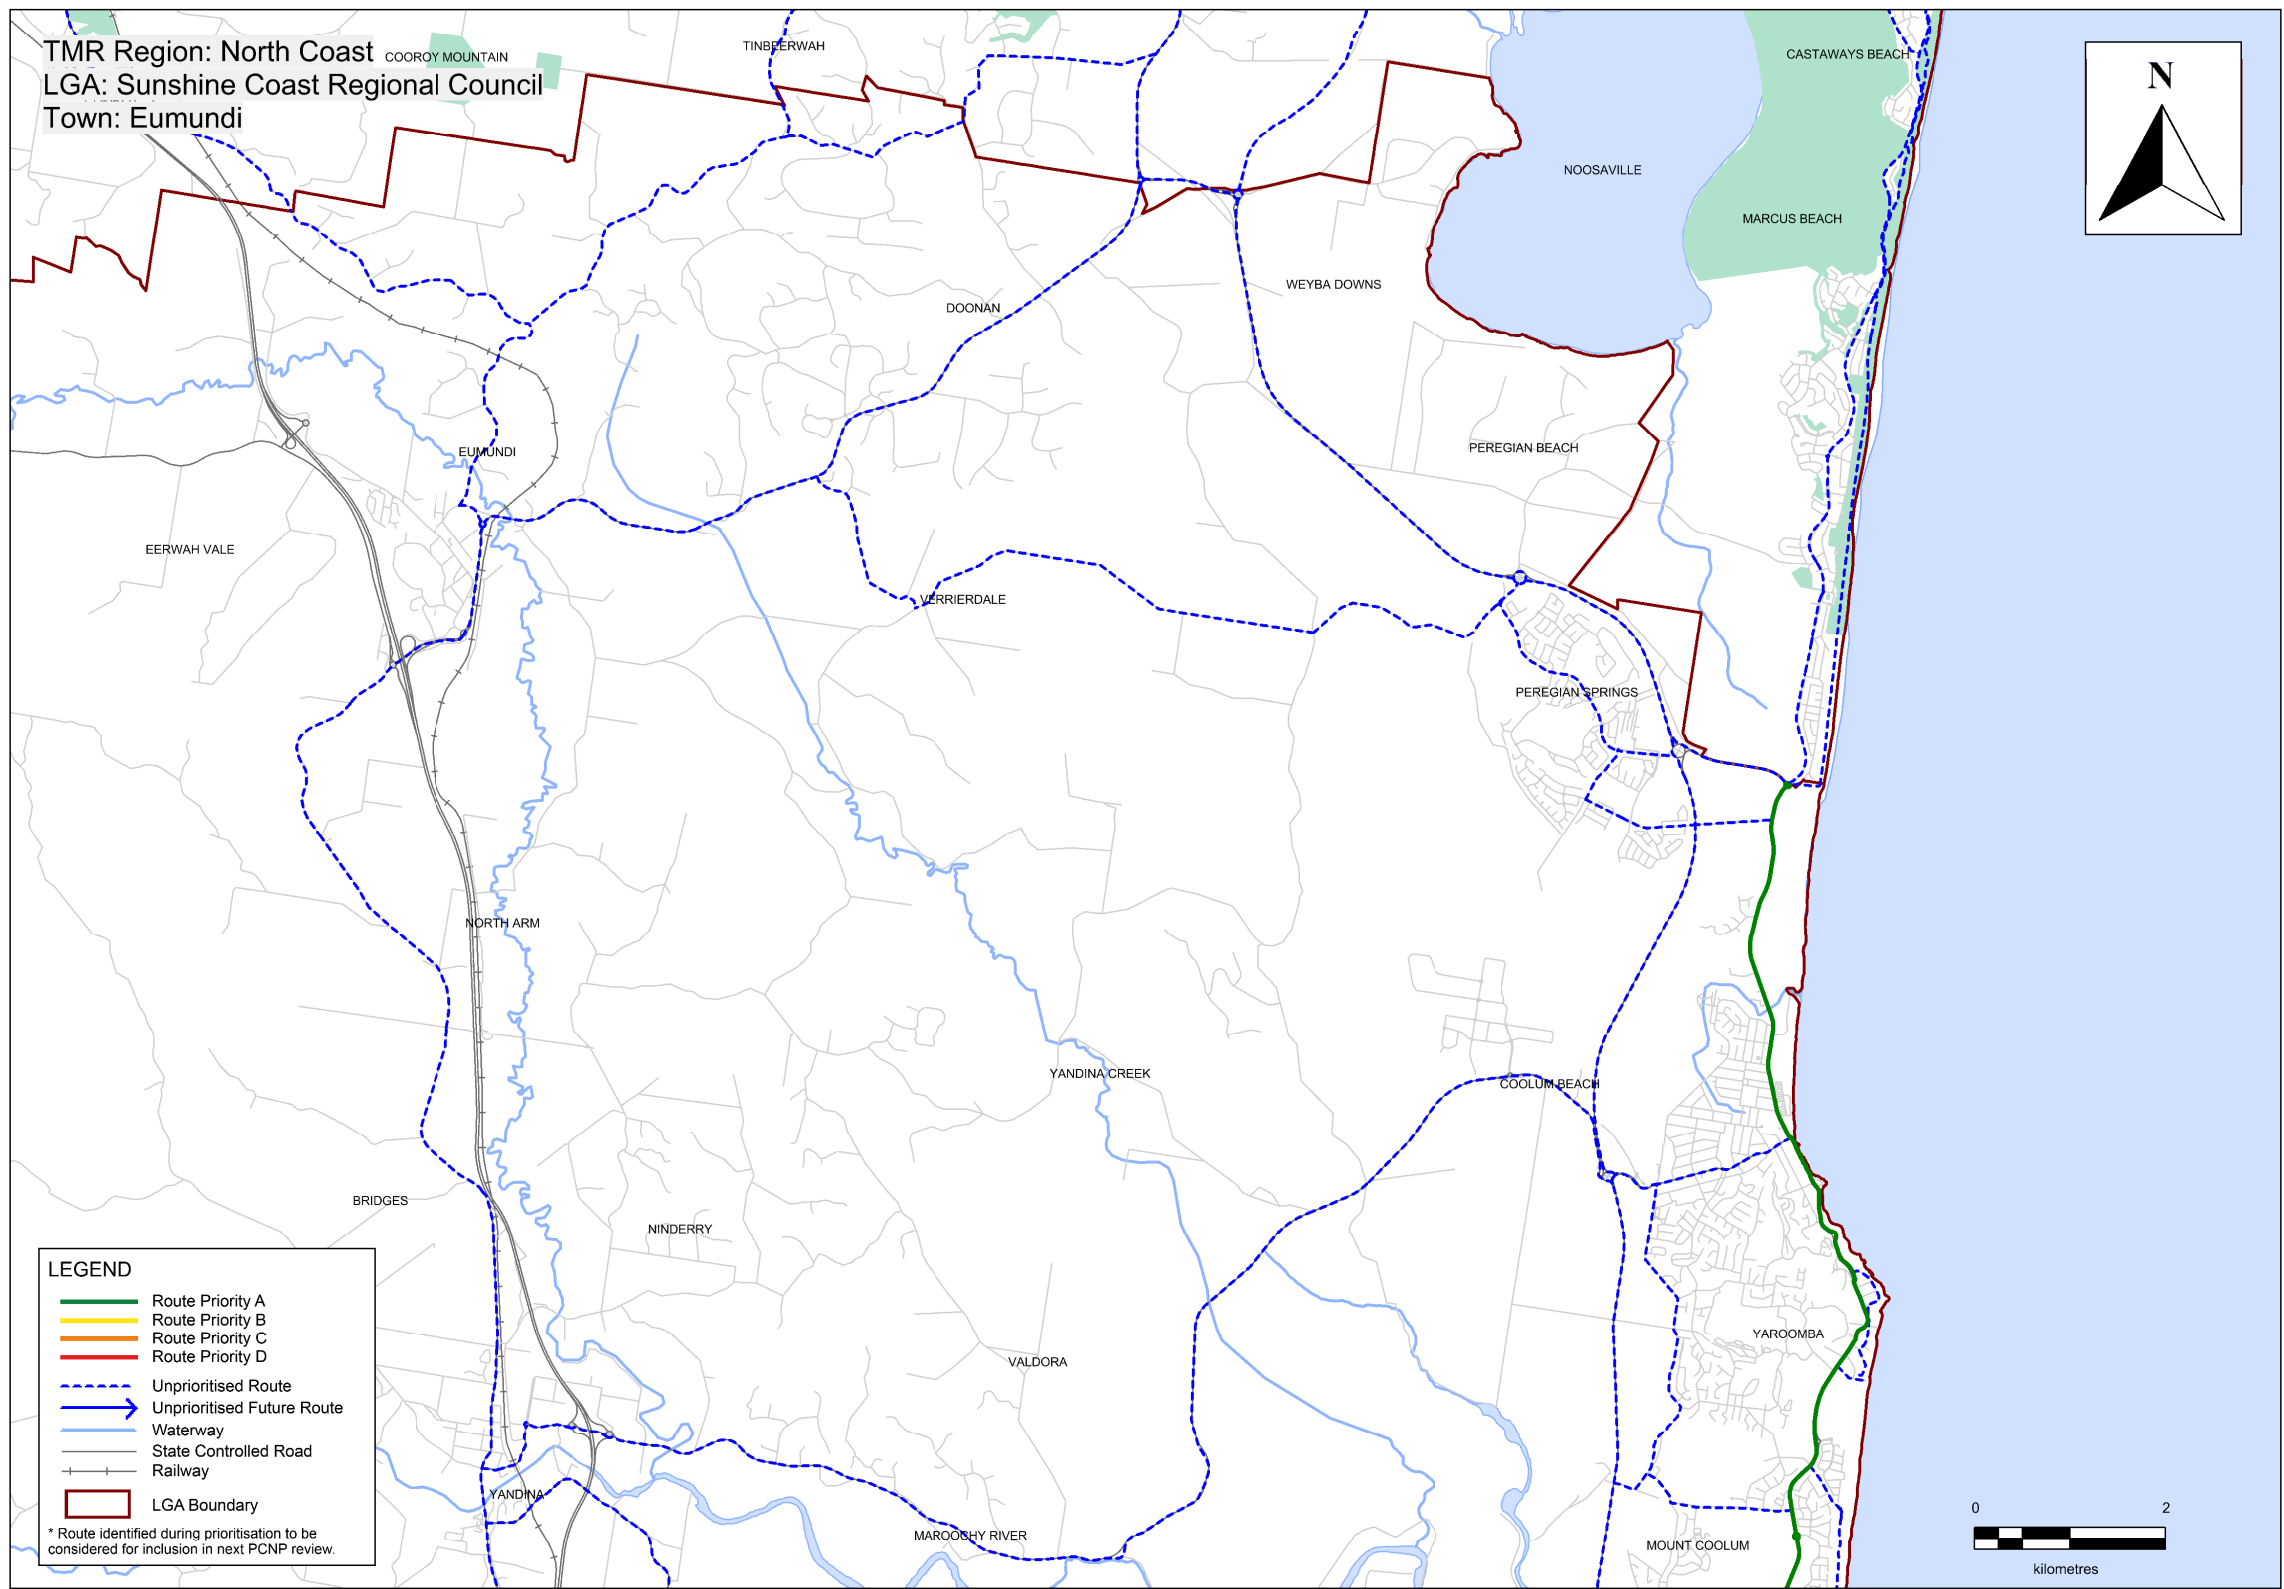 TMR Region: North Coast
LGA: Sunshine Coast Regional Council
Town: Eumundi
COOROY MOUNTAIN
TINBEERWAH
CASTAWAYS BEACH
N
NOOSAVILLE
MARCUS BEACH
WEYBA DOWNS
DOONAN
PEREGIAN BEACH
EUMUNDI
EERWAH VALE
VERRIERDALE
PEREGIAN SPRINGS
NORTH ARM
YANDINA CREEK
COOLUM BEACH
BRIDGES
NINDERRY
YAROOMBA
VALDORA
YANDINA
MAROOCHY RIVER
MOUNT COOLUM
LEGEND
Route Priority A
Route Priority B
Route Priority C
Route Priority D
Unprioritised Route
Unprioritised Future Route
Waterway
State Controlled Road
Railway
LGA Boundary
* Route identified during prioritisation to be
considered for inclusion in next PCNP review.
0 2
kilometres